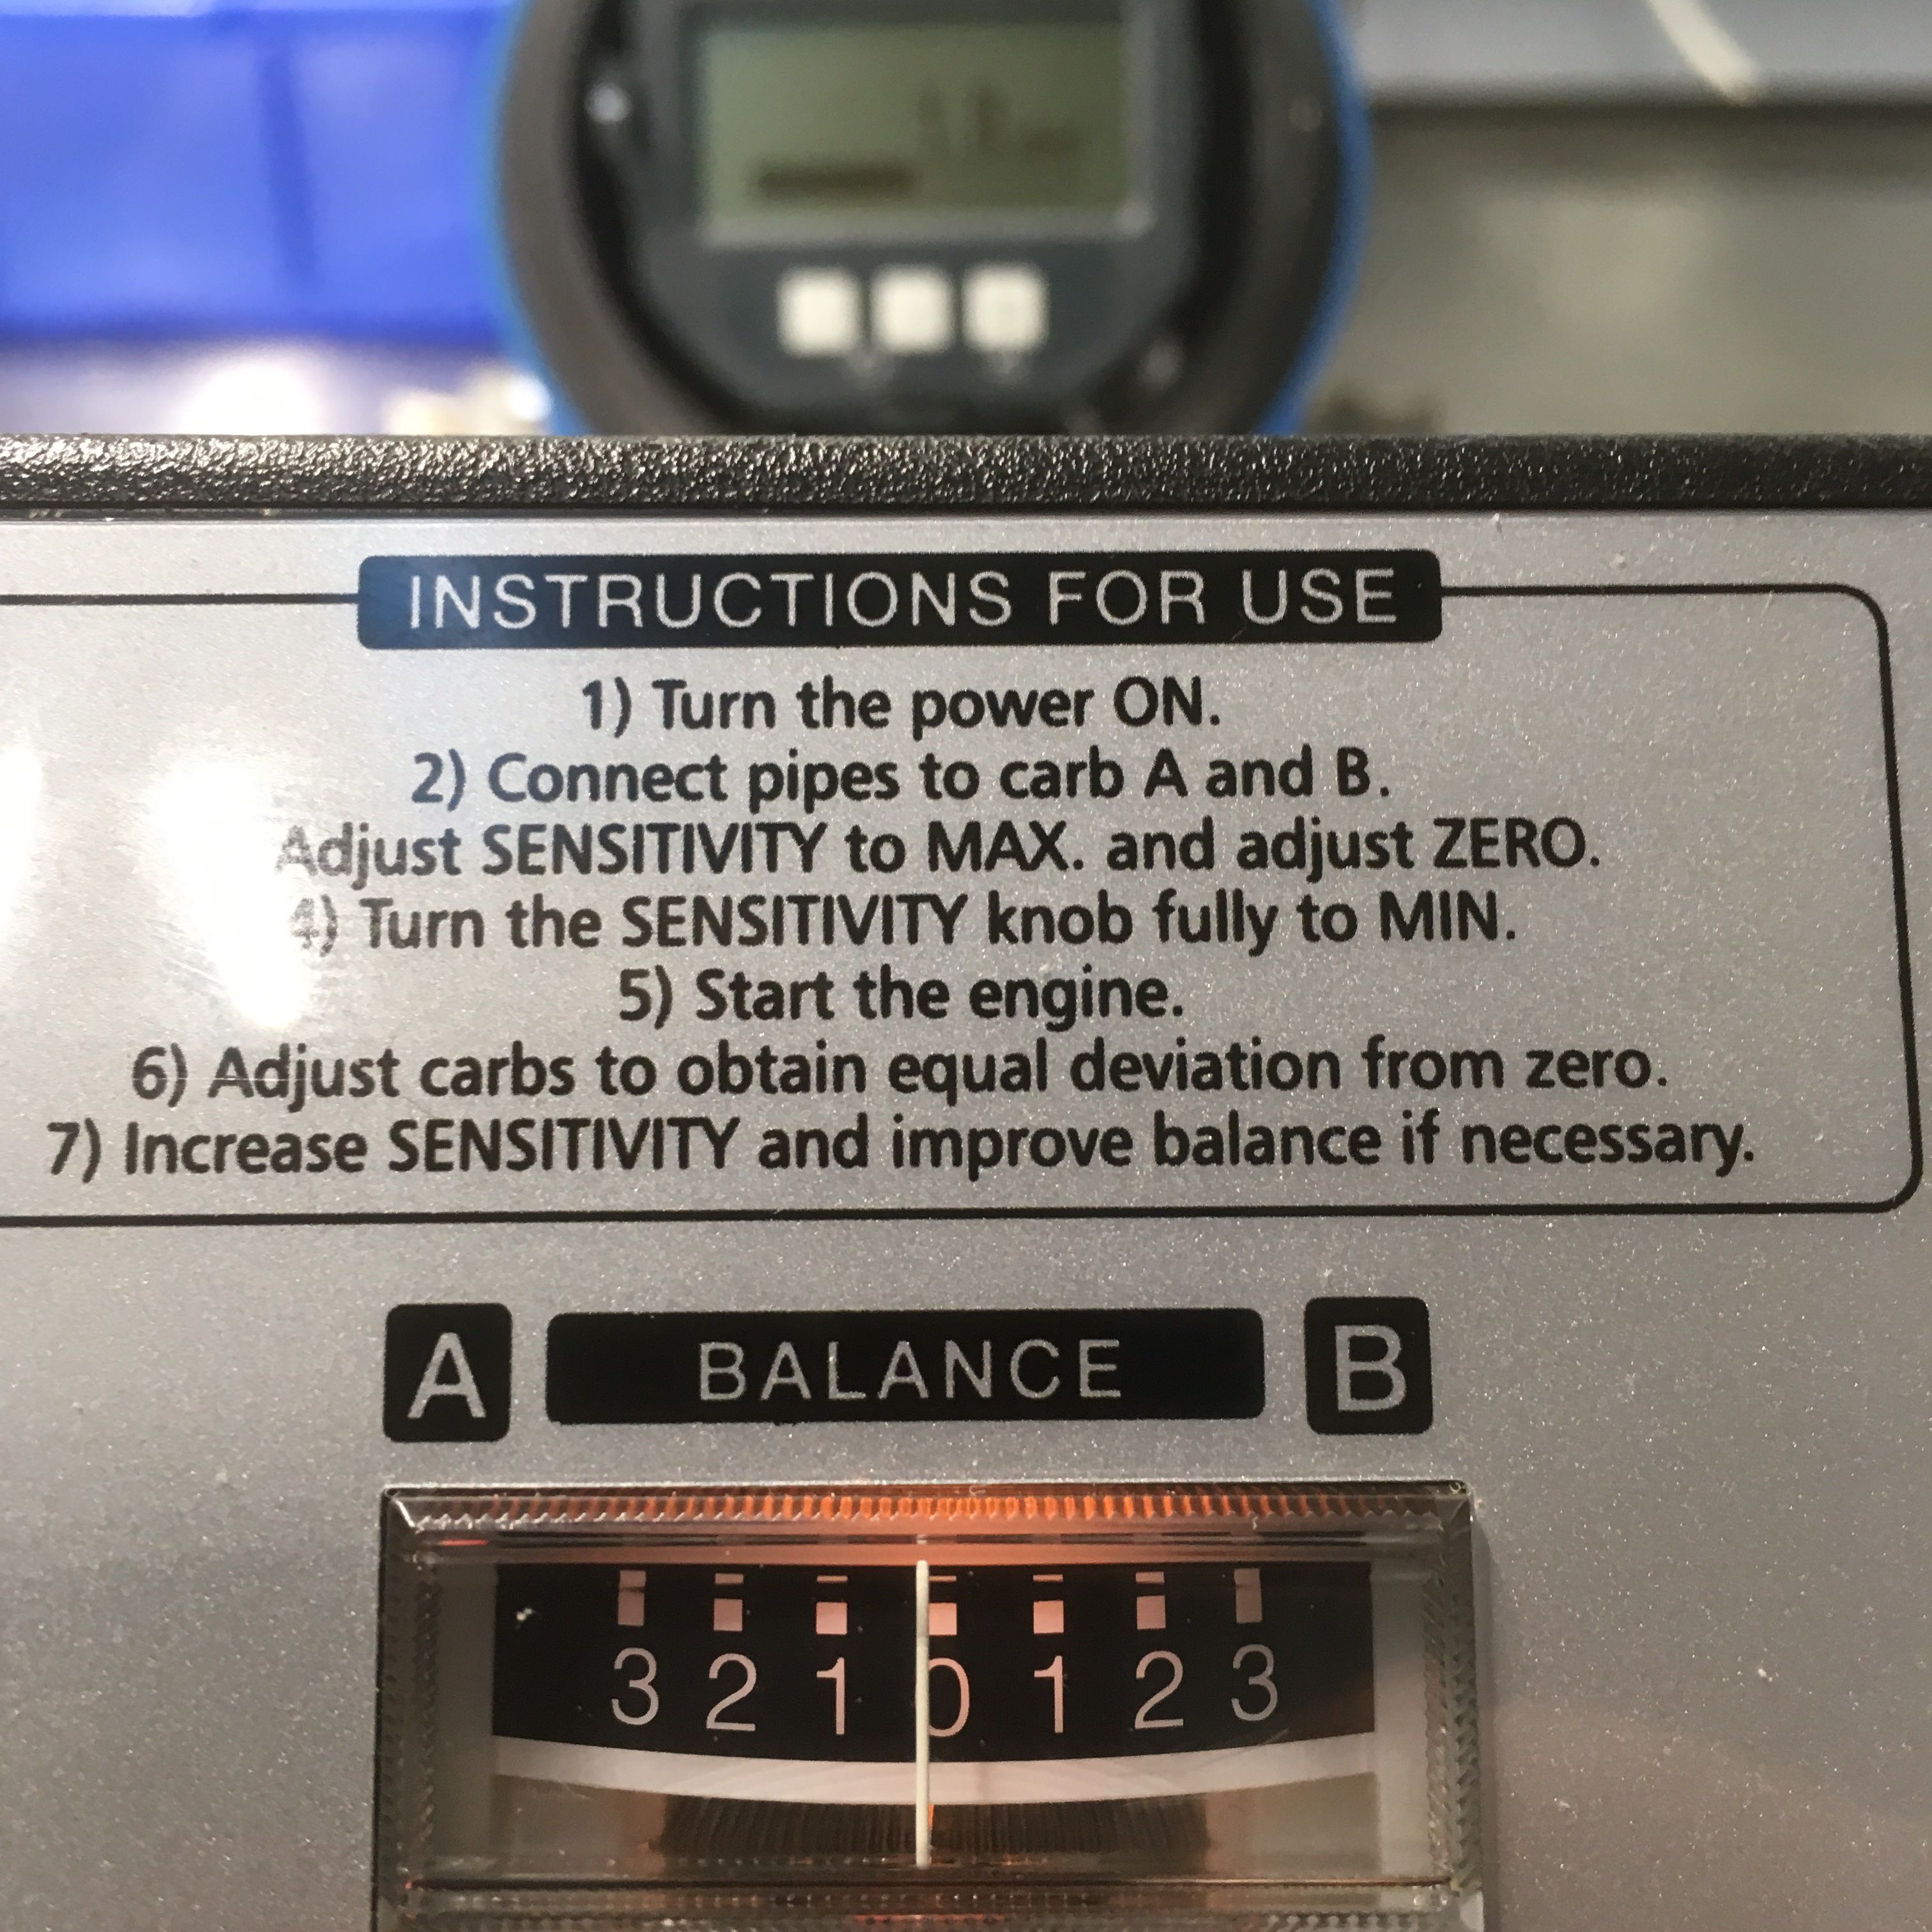 INSTRUCTIONS FOR USE
1) Turn the power ON.
2) Connect pipes to carb A and B.
Adjust SENSITIVITY to MAX. and adjust ZERO.
4) Turn the SENSITIVITY knob fully to MIN.
5) Start the engine.
6) Adjust carbs to obtain equal deviation from zero.
7) Increase SENSITIVITY and improve balance if necessary.
A BALANCE B
3 2 1 0 1 2 3